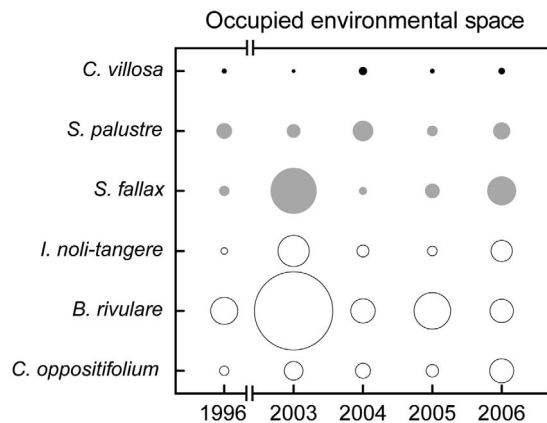 Occupied environmental space
C. villosa
S. palustre
S. fallax
I. noli-tangere
B. rivulare
C. oppositifolium
1996 2003 2004 2005 2006